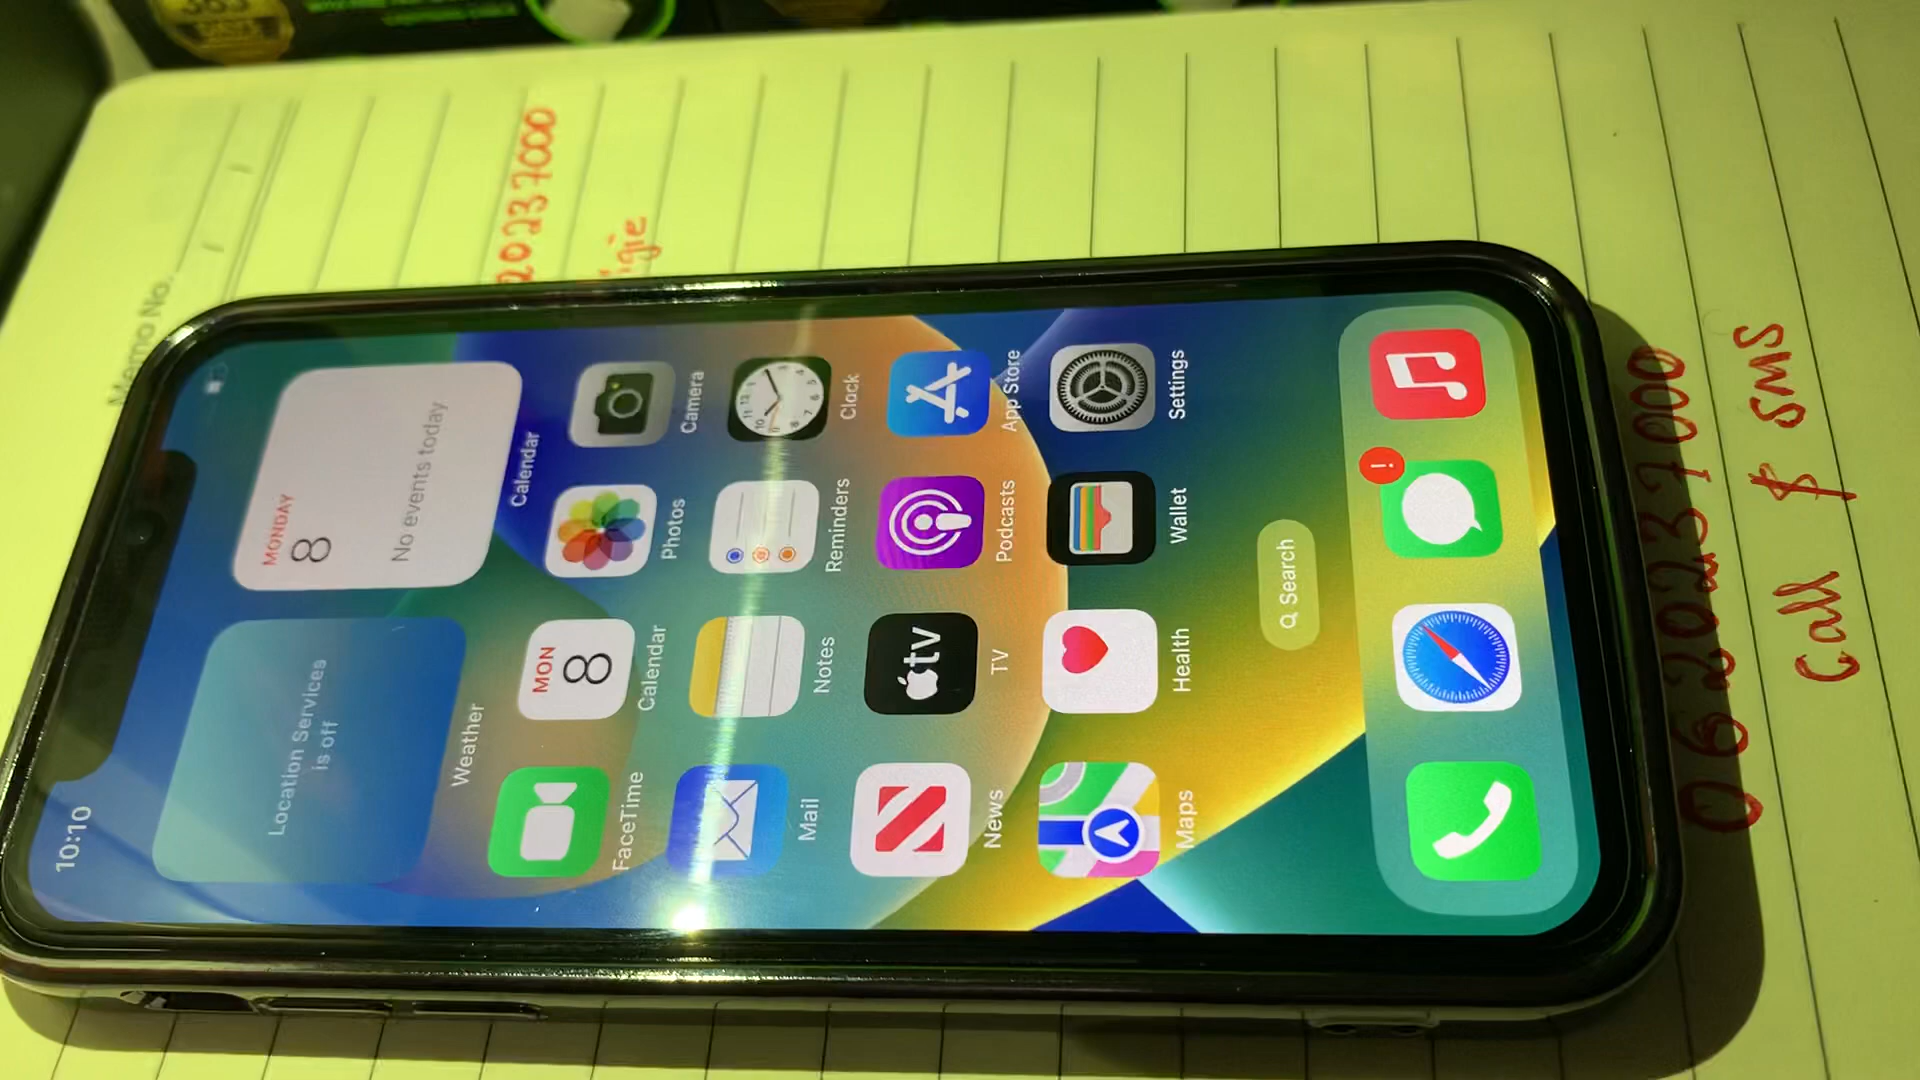 10:10
Location Services
is off
Weather
MONDAY
8
No events today
Calendar
FaceTime
MON
8
Calendar
Photos
Camera
Mail
Notes
Reminders
Clock
News
tv
TV
Podcasts
App Store
Maps
Health
Wallet
Settings
Search
!
Memo No.
20237000
0620237000
Call $ sms